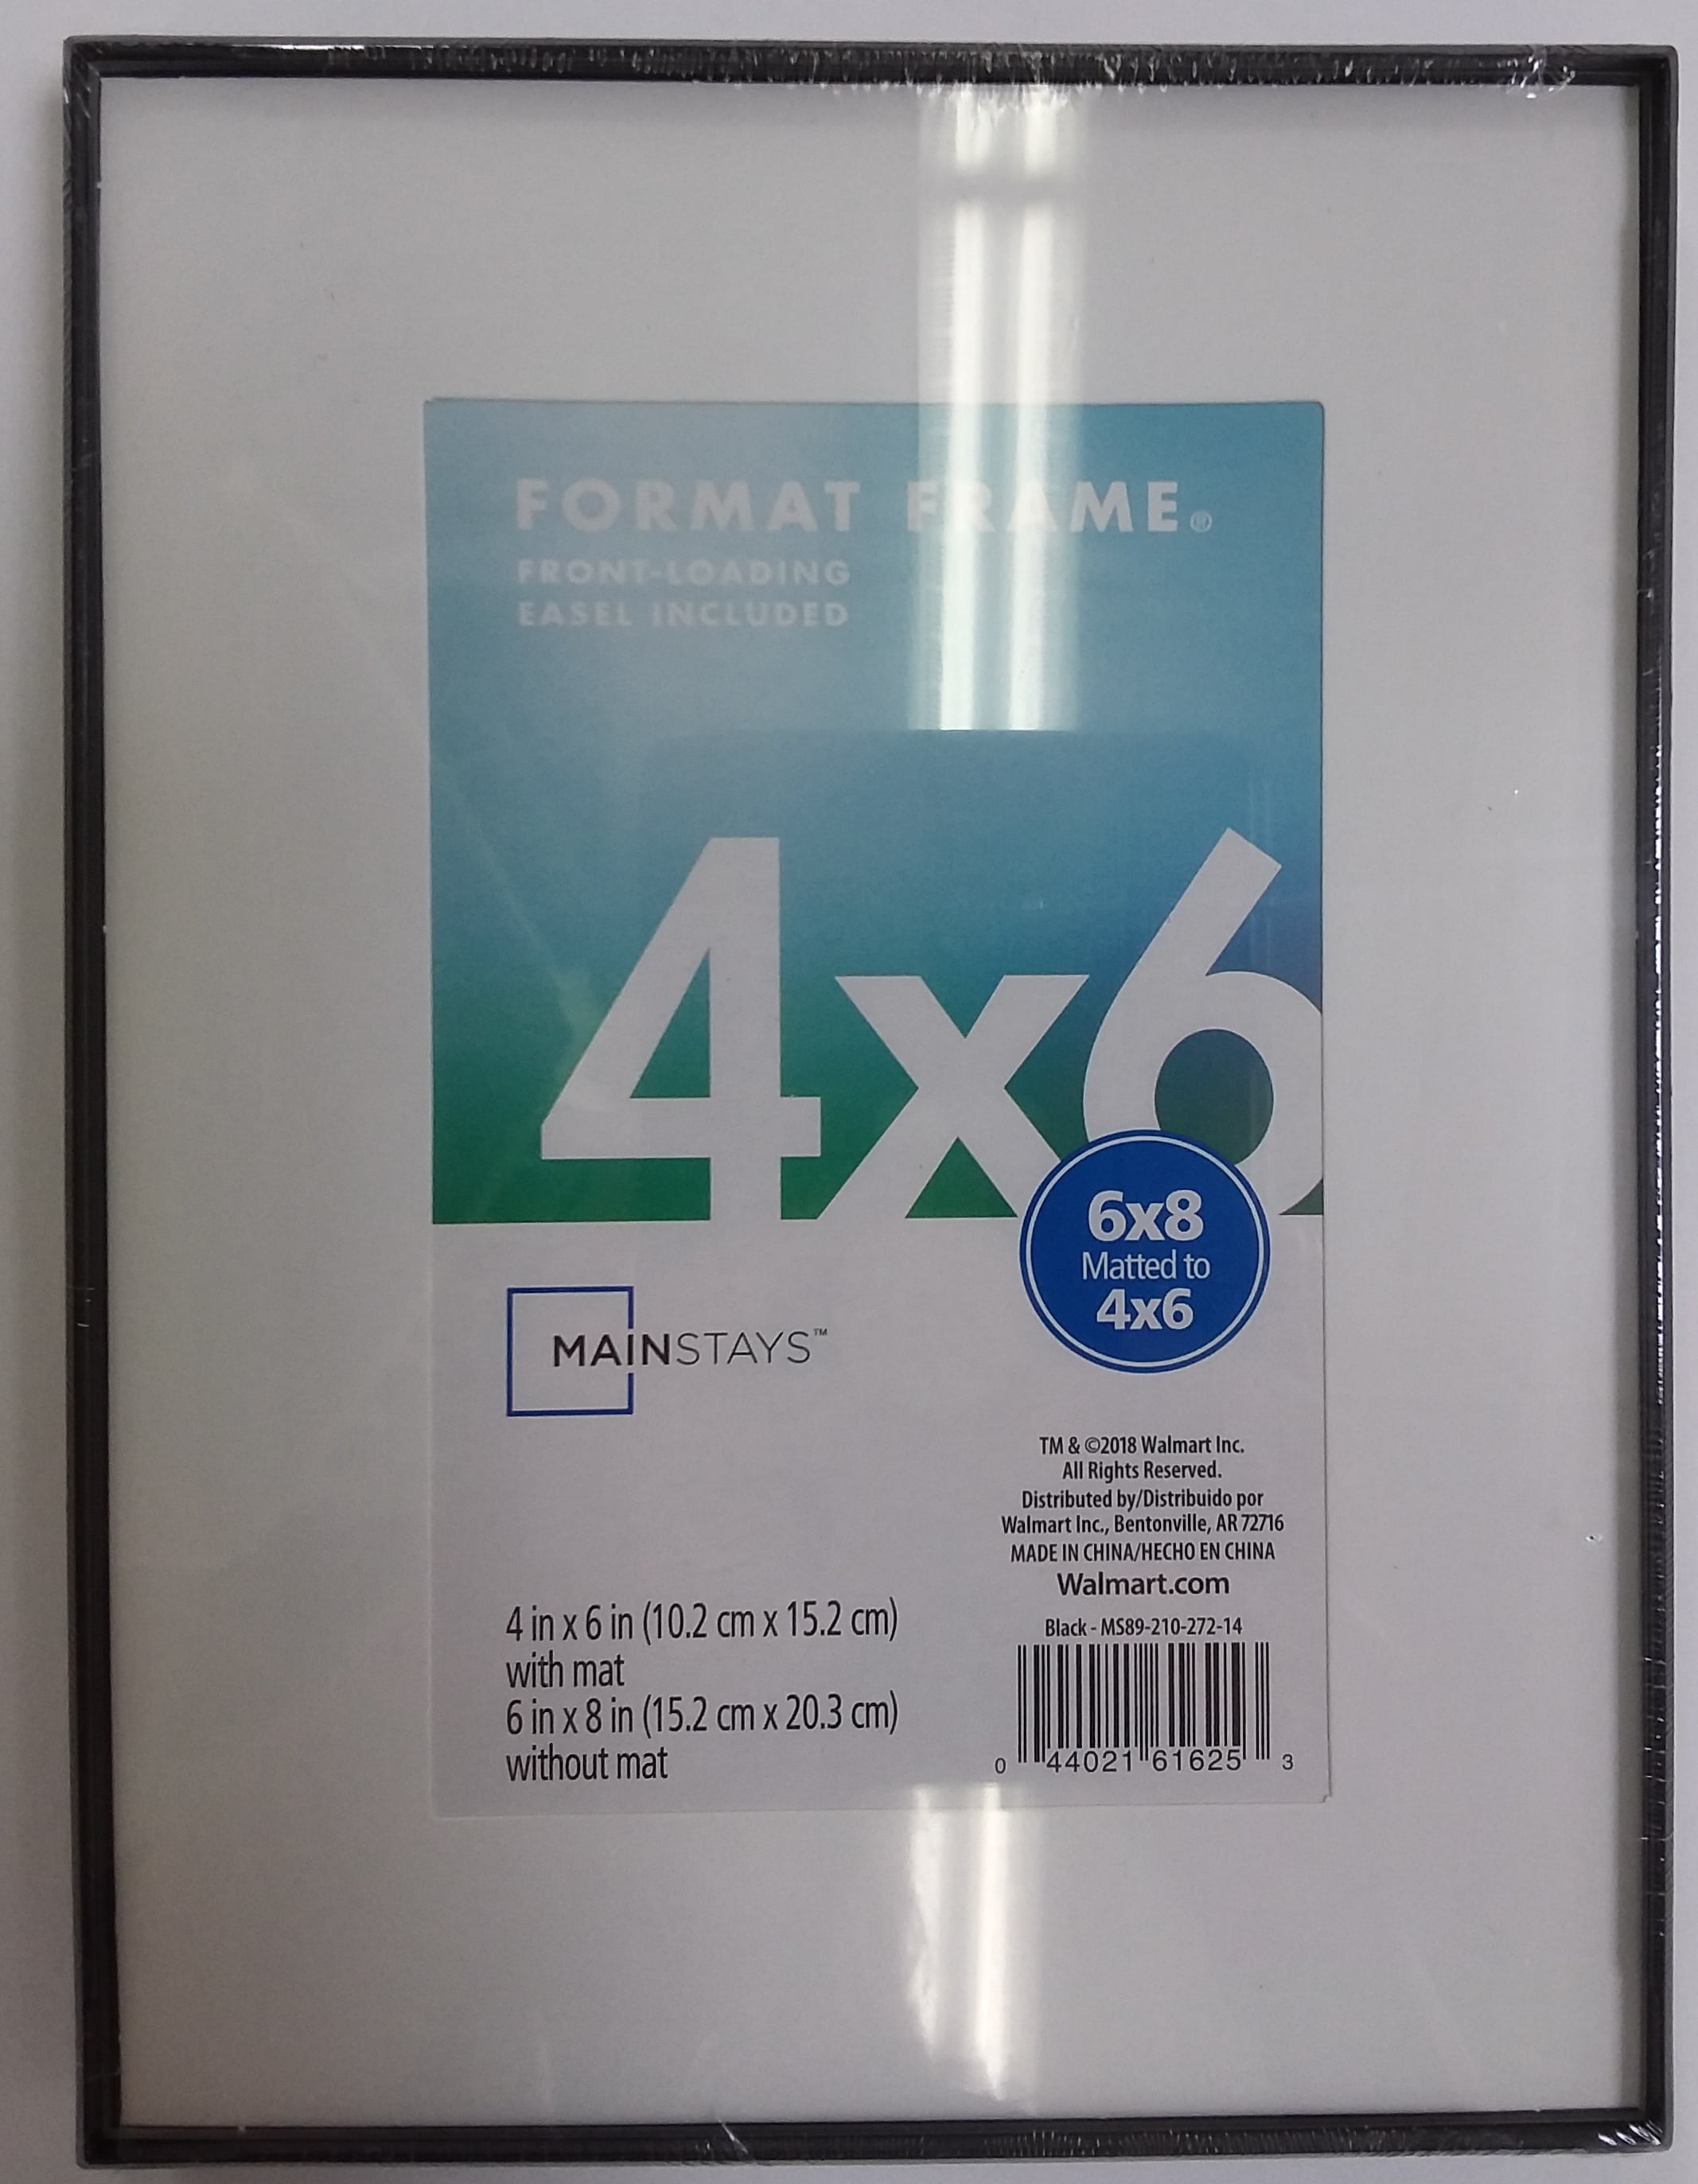 FORMAT FRAME®
FRONT-LOADING
EASEL INCLUDED
4x6
6x8
Matted to
4x6
MAINSTAYS™
TM & ©2018 Walmart Inc.
All Rights Reserved.
Distributed by/Distribuido por
Walmart Inc., Bentonville, AR 72716
MADE IN CHINA/HECHO EN CHINA
Walmart.com
4 in x 6 in (10.2 cm x 15.2 cm)
with mat
6 in x 8 in (15.2 cm x 20.3 cm)
without mat
Black - MS89-210-272-14
0 44021 61625 3